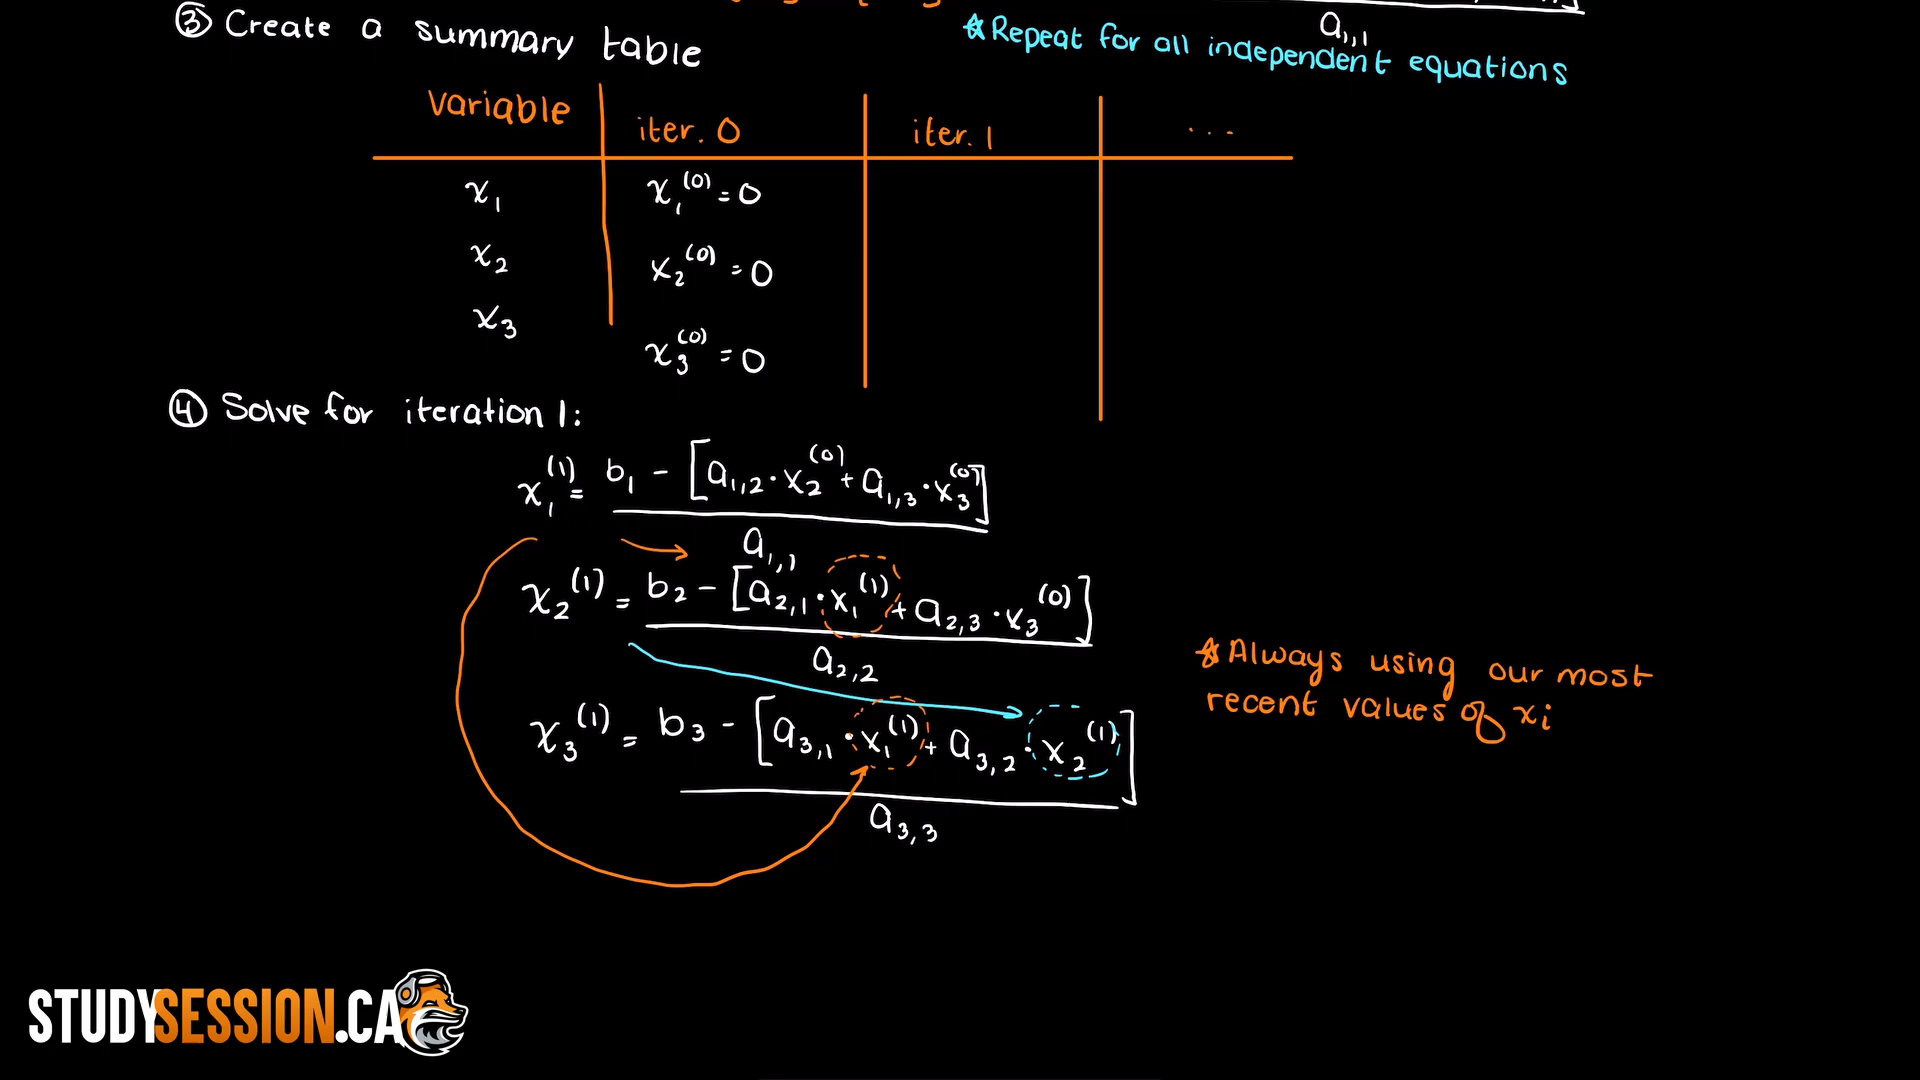 ③ Create a summary table
a₁,₁
* Repeat for all independent equations
variable iter. 0 iter. 1 ...
x₁ x₁⁽⁰⁾ = 0
x₂ x₂⁽⁰⁾ = 0
x₃ x₃⁽⁰⁾ = 0
④ Solve for iteration 1:
x₁⁽¹⁾ = b₁ - [a₁,₂ · x₂⁽⁰⁾ + a₁,₃ · x₃⁽⁰⁾]
a₁,₁
x₂⁽¹⁾ = b₂ - [a₂,₁ · x₁⁽¹⁾ + a₂,₃ · x₃⁽⁰⁾]
a₂,₂
* Always using our most
recent values of xi
x₃⁽¹⁾ = b₃ - [a₃,₁ · x₁⁽¹⁾ + a₃,₂ · x₂⁽¹⁾]
a₃,₃
STUDYSESSION.CA